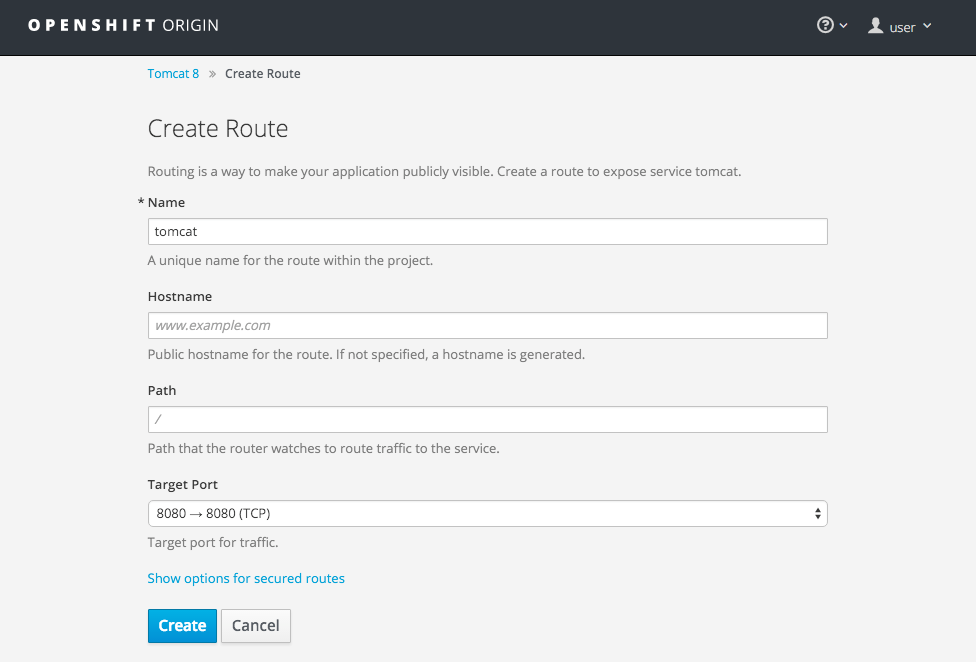 OPENSHIFT ORIGIN
user
Tomcat 8 » Create Route
Create Route
Routing is a way to make your application publicly visible. Create a route to expose service tomcat.
* Name
tomcat
A unique name for the route within the project.
Hostname
www.example.com
Public hostname for the route. If not specified, a hostname is generated.
Path
/
Path that the router watches to route traffic to the service.
Target Port
8080 → 8080 (TCP)
Target port for traffic.
Show options for secured routes
Create Cancel